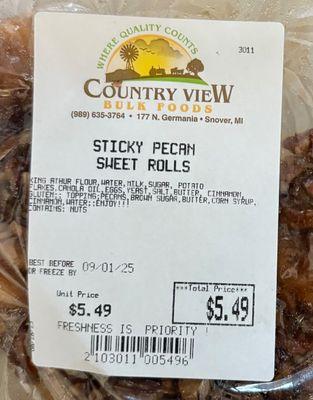 3011
WHERE QUALITY COUNTS
COUNTRY VIEW
BULK FOODS
(989) 635-3764 • 177 N. Germania • Snover, MI
STICKY PECAN
SWEET ROLLS
KING ATHUR FLOUR,WATER,MILK,SUGAR, POTATO
FLAKES,CANOLA OIL,EGGS,YEAST,SALT,BUTTER, CINNAMON,
GLUTEN:: TOPPING:PECANS,BROWN SUGAR,BUTTER,CORN SYRUP,
CINNAMON,WATER::ENJOY!!!
CONTAINS: NUTS
BEST BEFORE
OR FREEZE BY 09/01/25
Unit Price
$5.49
***Total Price***
$5.49
FRESHNESS IS PRIORITY !
2 103011 005496